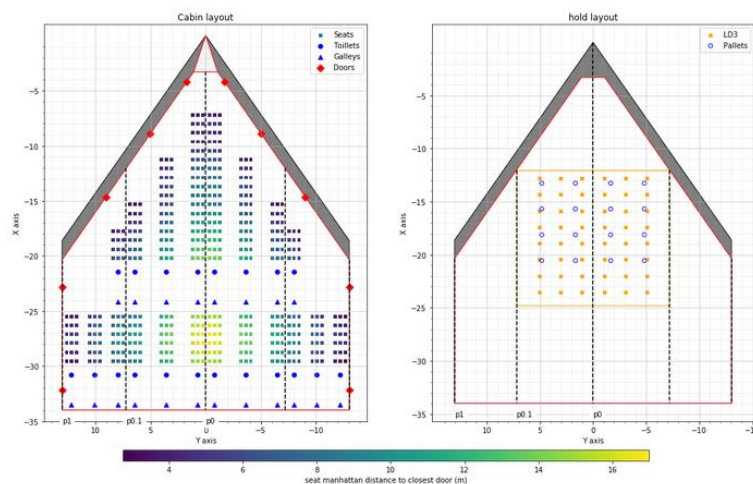 Cabin layout
hold layout
Seats
Toillets
Galleys
Doors
LD3
Pallets
X axis
−5
−10
−15
−20
−25
−30
−35
p1
p0.1
p0
10
5
0
−5
−10
Y axis
X axis
−5
−10
−15
−20
−25
−30
−35
p1
p0.1
p0
10
5
0
−5
−10
Y axis
4
6
8
10
12
14
16
seat manhattan distance to closest door (m)